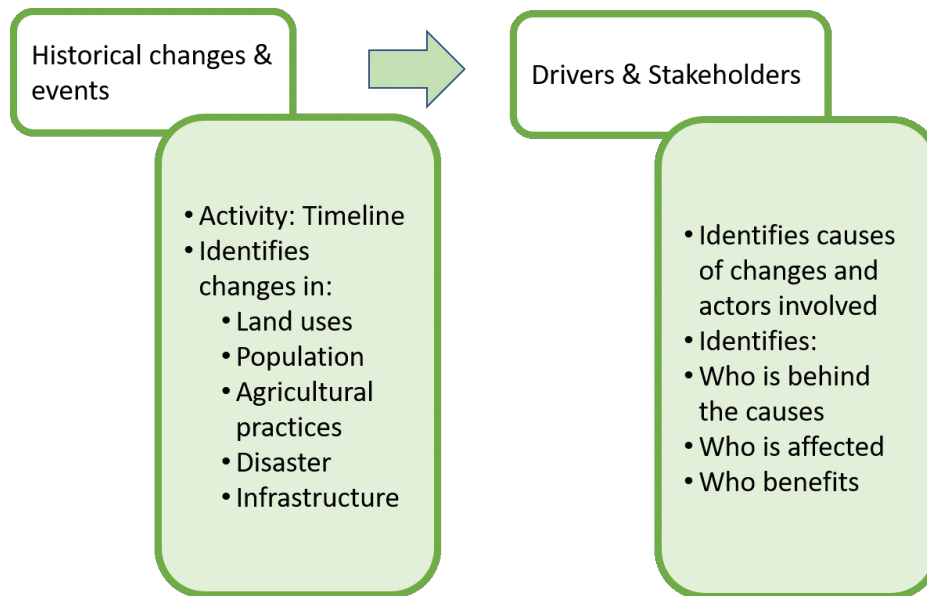 Historical changes &
events
• Activity: Timeline
• Identifies
changes in:
• Land uses
• Population
• Agricultural
practices
• Disaster
• Infrastructure
Drivers & Stakeholders
• Identifies causes
of changes and
actors involved
• Identifies:
• Who is behind
the causes
• Who is affected
• Who benefits